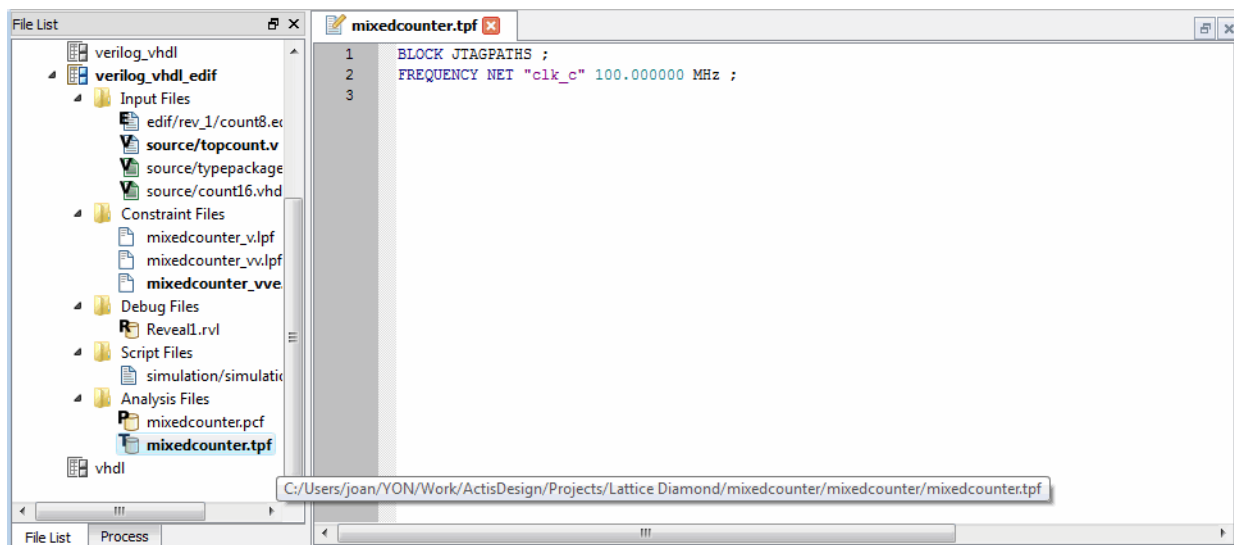 File List
verilog_vhdl
verilog_vhdl_edif
Input Files
edif/rev_1/count8.ec
source/topcount.v
source/typepackage
source/count16.vhd
Constraint Files
mixedcounter_v.lpf
mixedcounter_vv.lpf
mixedcounter_vve.
Debug Files
Reveal1.rvl
Script Files
simulation/simulatic
Analysis Files
mixedcounter.pcf
mixedcounter.tpf
vhdl
File List Process
mixedcounter.tpf
1 BLOCK JTAGPATHS ;
2 FREQUENCY NET "clk_c" 100.000000 MHz ;
3
C:/Users/joan/YON/Work/ActisDesign/Projects/Lattice Diamond/mixedcounter/mixedcounter/mixedcounter.tpf